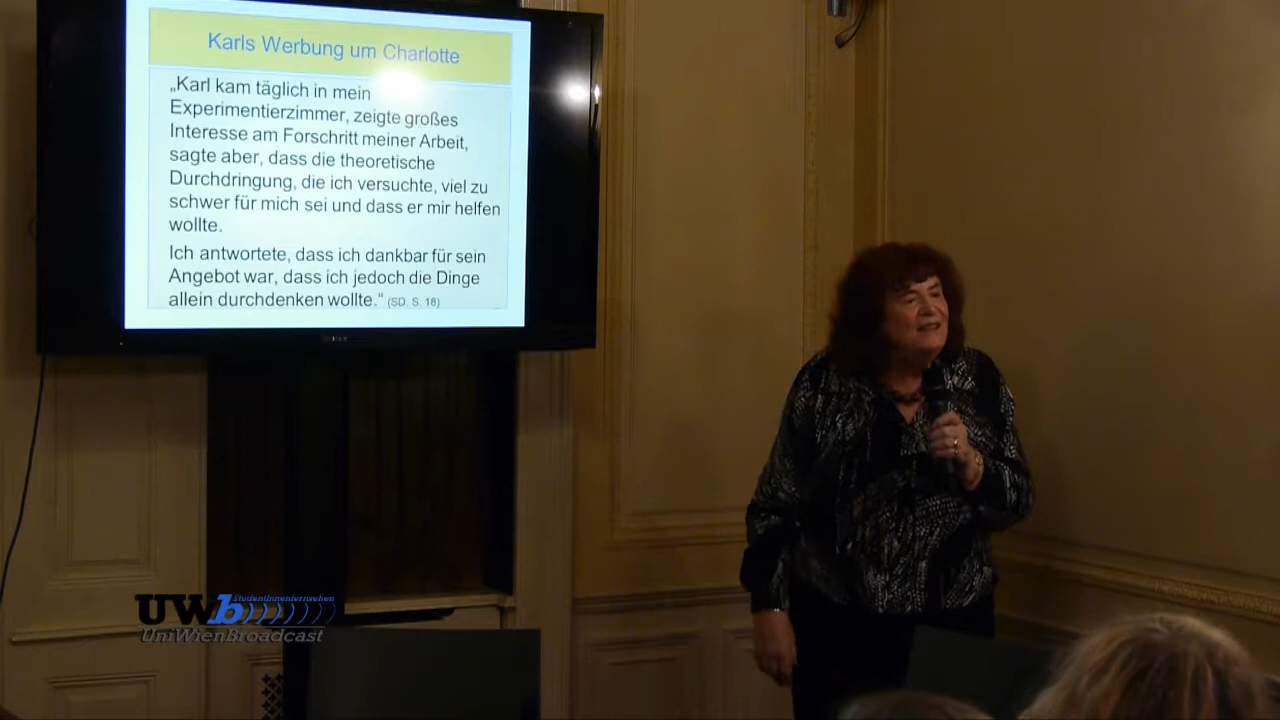 Karls Werbung um Charlotte
„Karl kam täglich in mein
Experimentierzimmer, zeigte großes
Interesse am Forschritt meiner Arbeit,
sagte aber, dass die theoretische
Durchdringung, die ich versuchte, viel zu
schwer für mich sei und dass er mir helfen
wollte.
Ich antwortete, dass ich dankbar für sein
Angebot war, dass ich jedoch die Dinge
allein durchdenken wollte.“ (SD. S. 18)
StudentInnenfernsehen
UWb
UniWienBroadcast